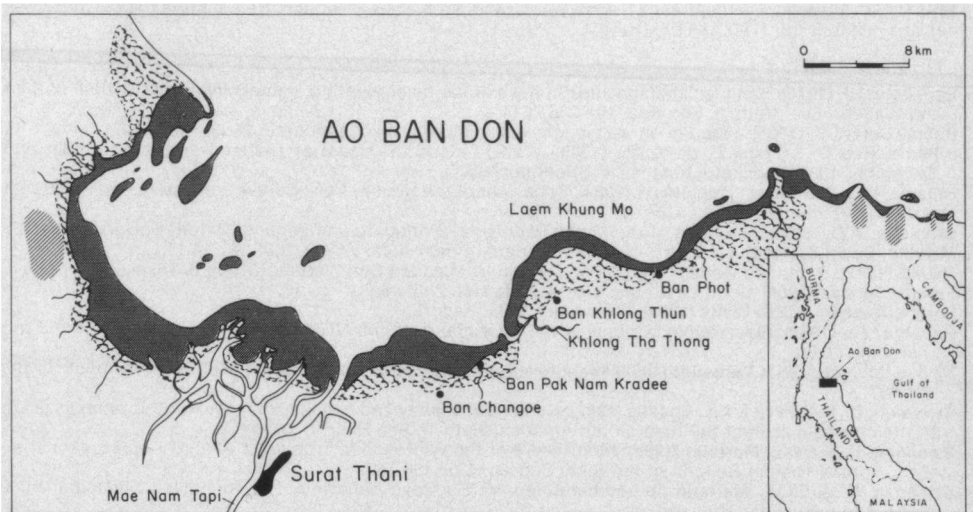 0 8 km
AO BAN DON
Laem Khung Mo
Ban Phot
Ban Khlong Thun
Khlong Tha Thong
Ban Pak Nam Kradee
Ban Changoe
Surat Thani
Mae Nam Tapi
BURMA
CAMBODJA
Ao Ban Don
Gulf of
Thailand
THAILAND
MALAYSIA